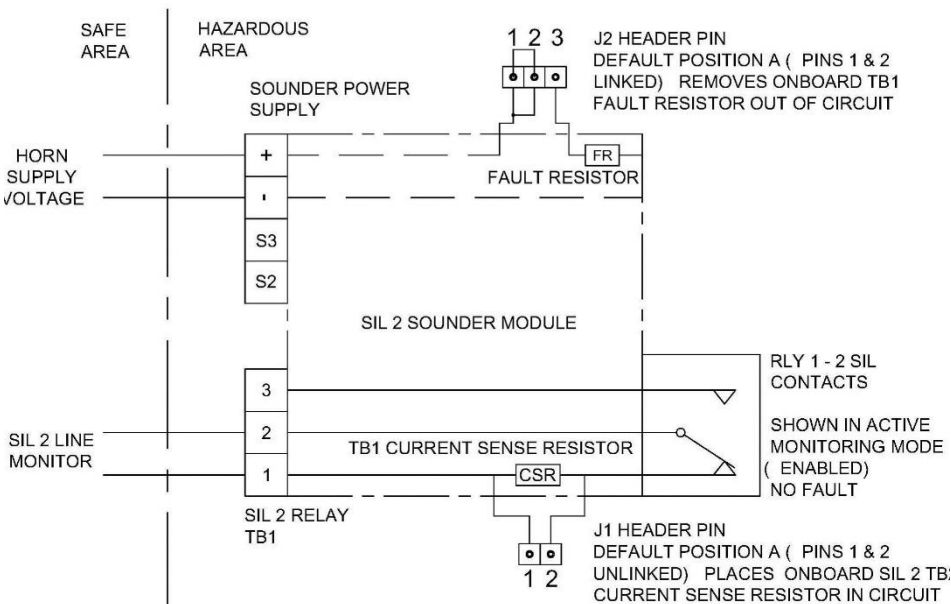 SAFE
AREA
HAZARDOUS
AREA
1 2 3
J2 HEADER PIN
DEFAULT POSITION A ( PINS 1 & 2
LINKED) REMOVES ONBOARD TB1
FAULT RESISTOR OUT OF CIRCUIT
SOUNDER POWER
SUPPLY
HORN
SUPPLY
VOLTAGE
+
-
S3
S2
FR
FAULT RESISTOR
SIL 2 SOUNDER MODULE
RLY 1 - 2 SIL
CONTACTS
3
2
1
SIL 2 LINE
MONITOR
TB1 CURRENT SENSE RESISTOR
CSR
SHOWN IN ACTIVE
MONITORING MODE
( ENABLED)
NO FAULT
SIL 2 RELAY
TB1
1 2
J1 HEADER PIN
DEFAULT POSITION A ( PINS 1 & 2
UNLINKED) PLACES ONBOARD SIL 2
CURRENT SENSE RESISTOR IN CIRCUIT